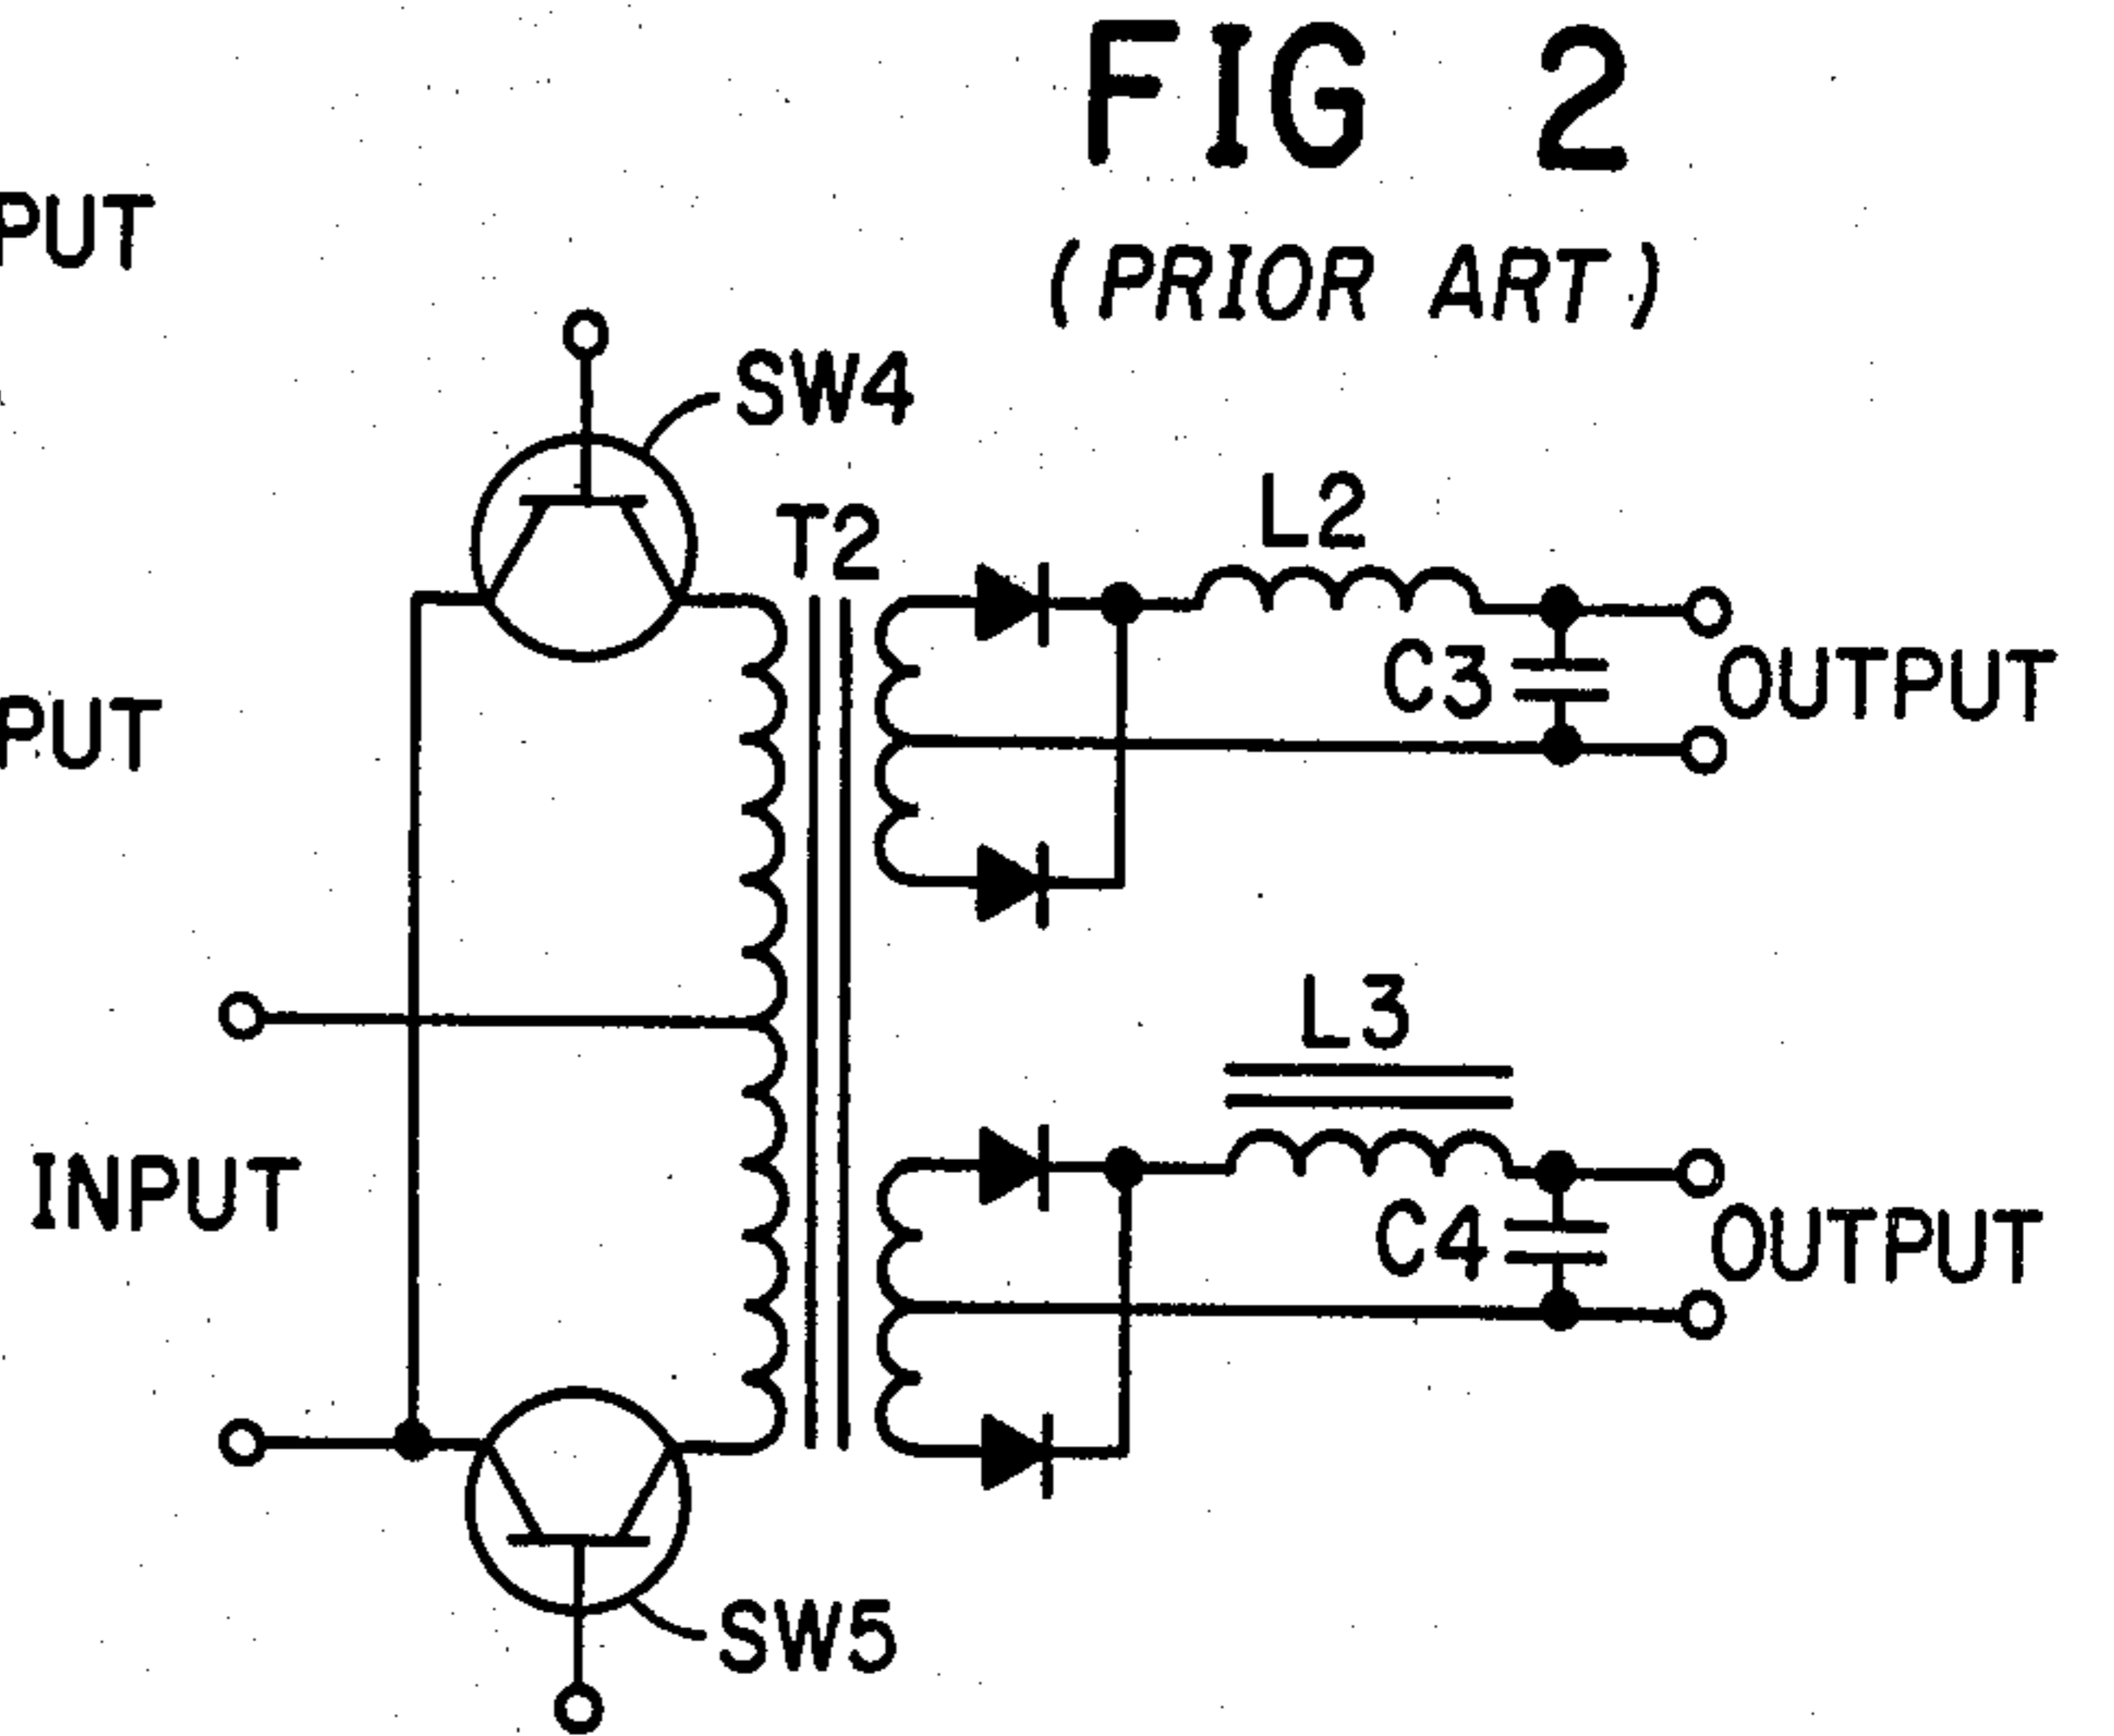 FIG 2
(PRIOR ART)
PUT
SW4
T2
L2
C3
OUTPUT
PUT
L3
INPUT
C4
OUTPUT
SW5